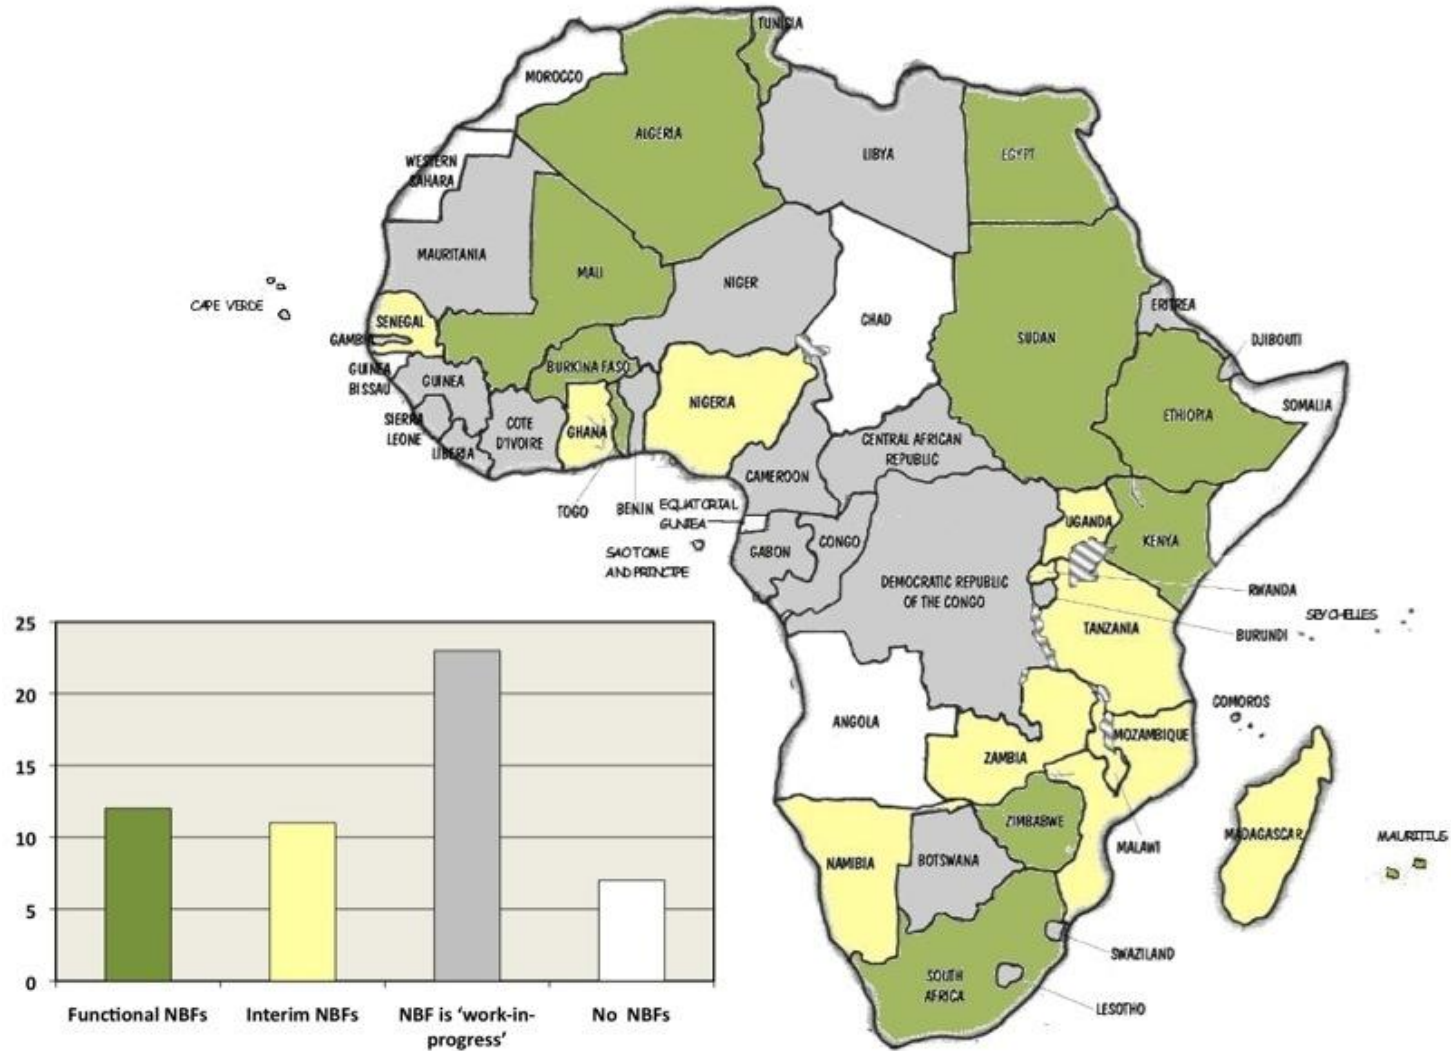 TUNISIA
MOROCCO
ALGERIA
LIBYA
EGYPT
WESTERN
SAHARA
MAURITANIA
MALI
NIGER
CHAD
SUDAN
ERITREA
CAPE VERDE
SENEGAL
GAMBIA
GUINEA
BISSAU
GUINEA
BURKINA FASO
DJIBOUTI
SIERRA
LEONE
LIBERIA
COTE
D'IVOIRE
GHANA
NIGERIA
ETHIOPIA
SOMALIA
CENTRAL AFRICAN
REPUBLIC
CAMEROON
TOGO
BENIN
EQUATORIAL
GUNIEA
SAOTOME
AND PRINCIPE
GABON
CONGO
UGANDA
KENYA
DEMOCRATIC REPUBLIC
OF THE CONGO
RWANDA
BURUNDI
SEYCHELLES
TANZANIA
ANGOLA
COMOROS
MOZAMBIQUE
ZAMBIA
ZIMBABWE
MALAWI
MADAGASCAR
MAURITIUS
NAMIBIA
BOTSWANA
SWAZILAND
SOUTH
AFRICA
LESOTHO
25
20
15
10
5
0
Functional NBFs
Interim NBFs
NBF is ‘work-in-
progress’
No NBFs